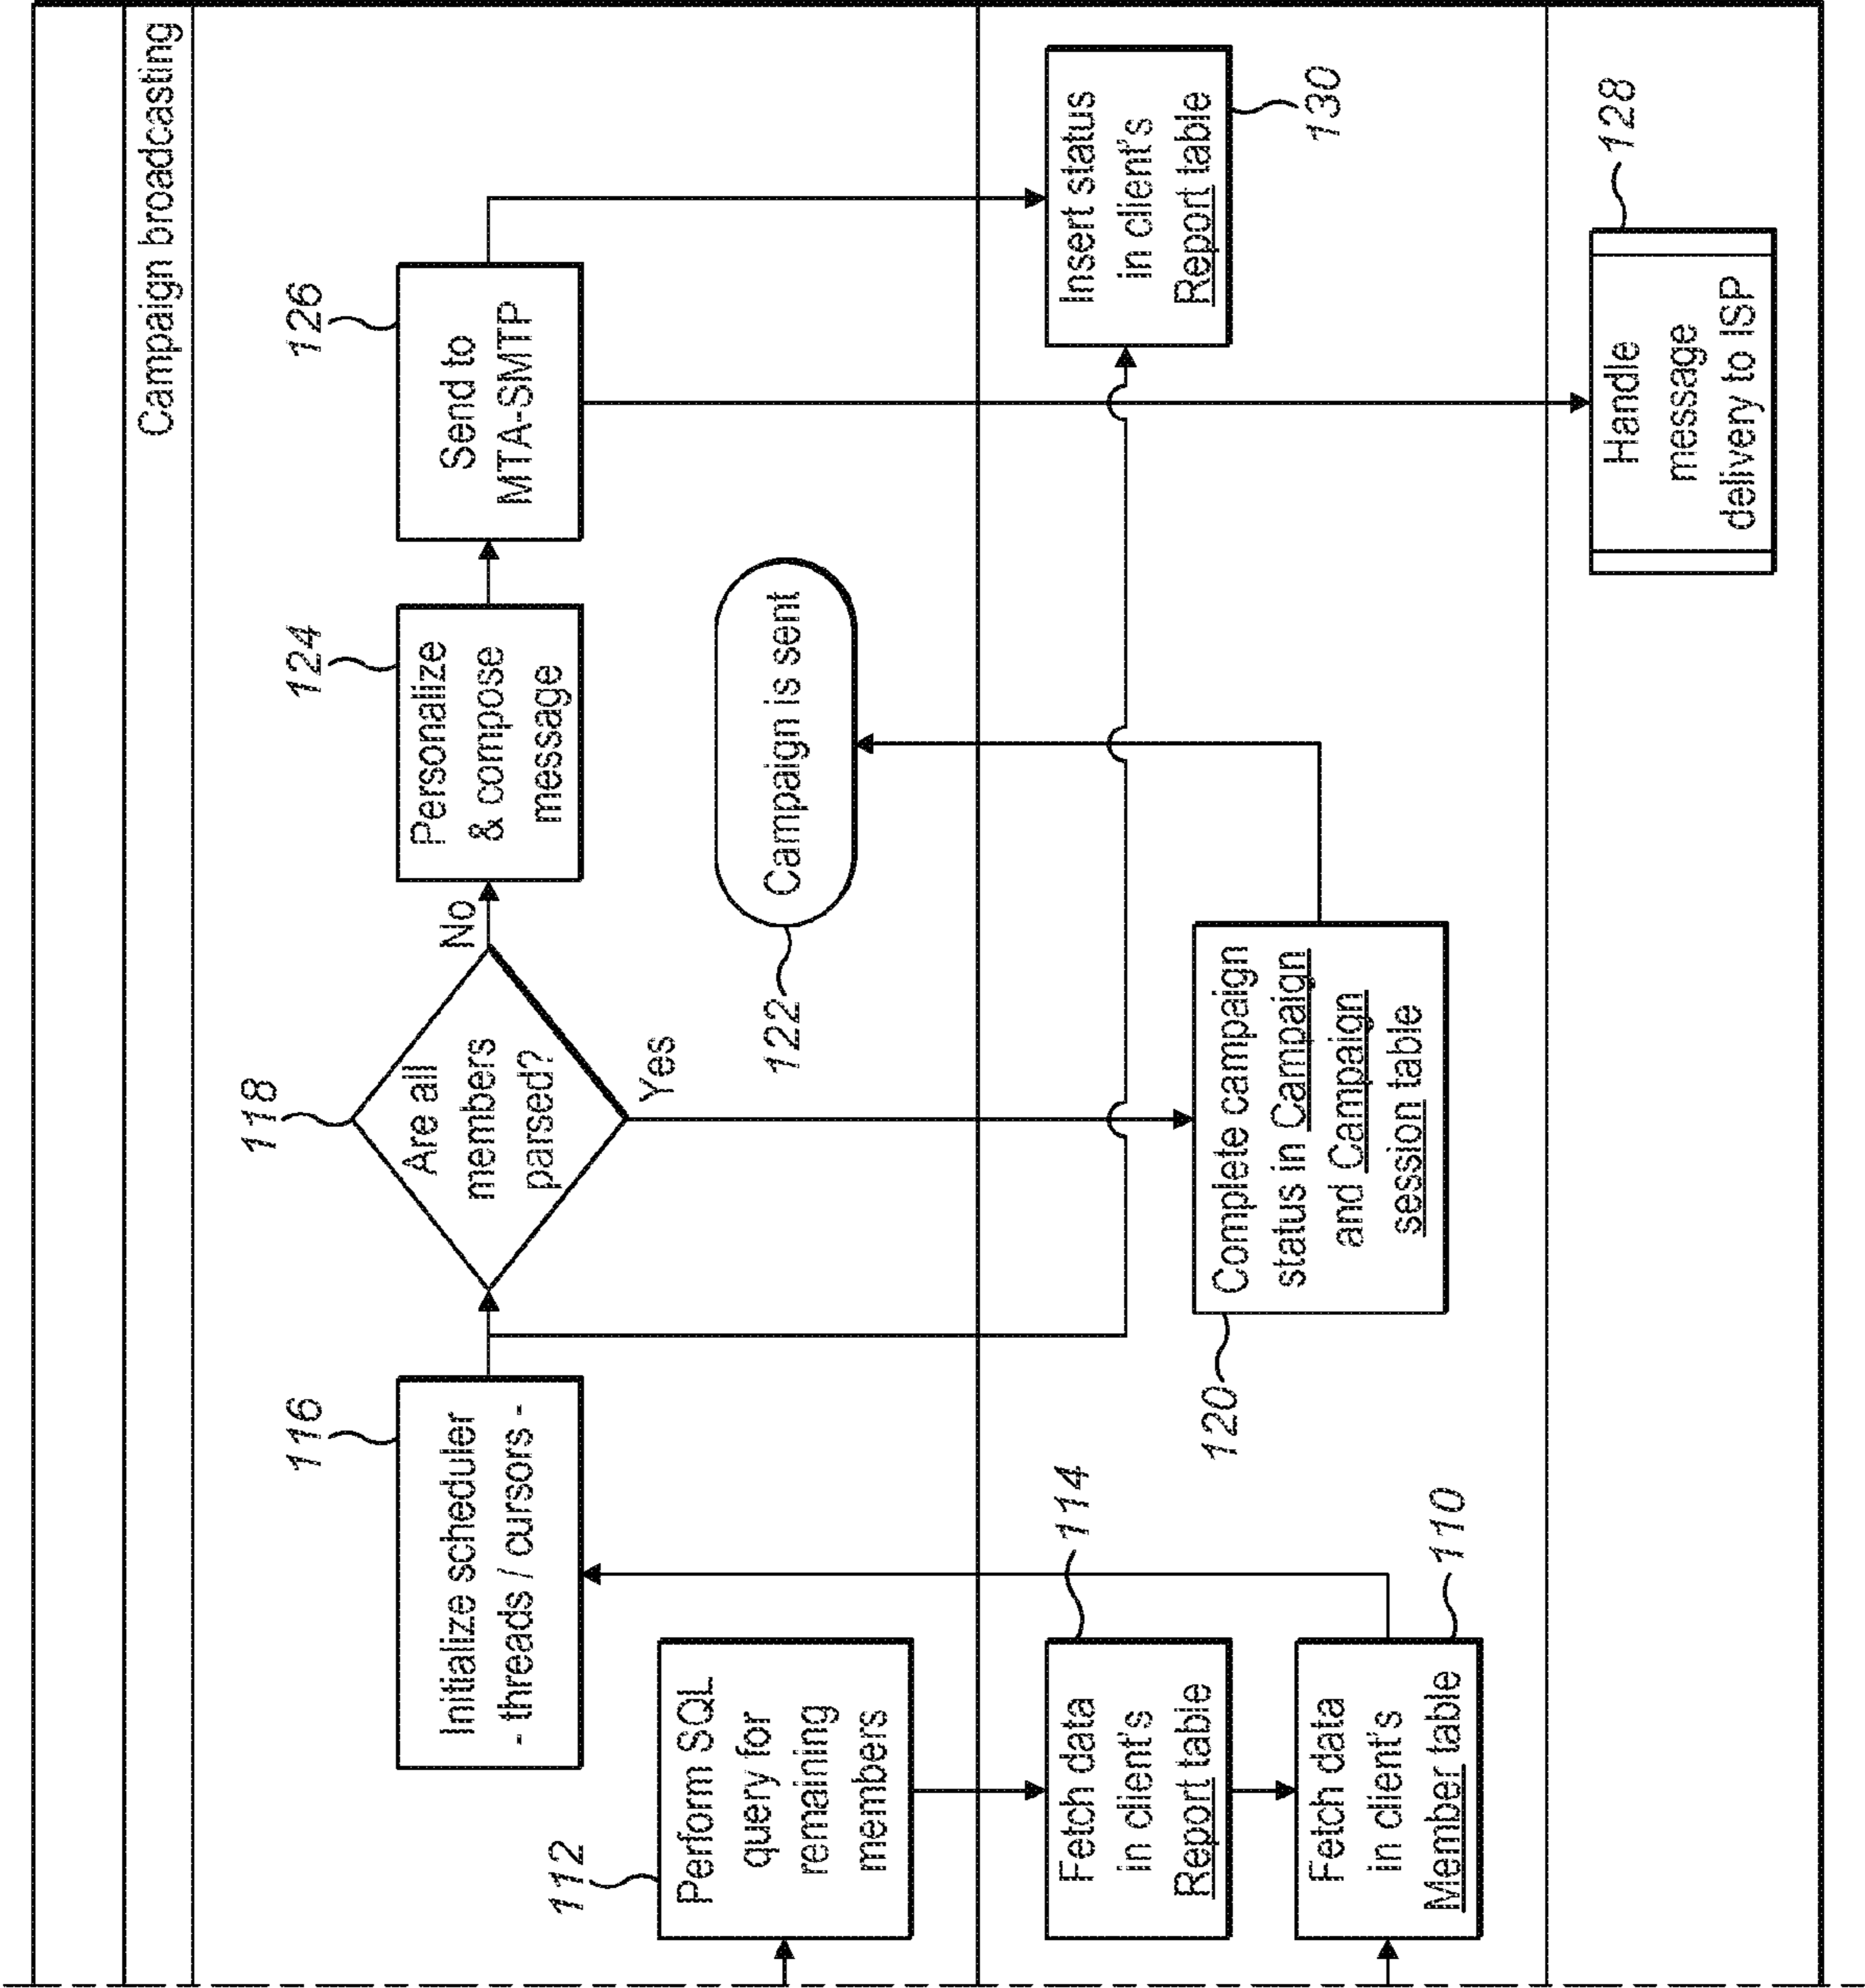 Campaign broadcasting
116
Initialize scheduler
- threads / cursors -
118
Are all
members
parsed?
No
Yes
124
Personalize
& compose
message
126
Send to
MTA-SMTP
112
Perform SQL
query for
remaining
members
122
Campaign is sent
114
Fetch data
in client's
Report table
110
Fetch data
in client's
Member table
120
Complete campaign
status in Campaign
and Campaign
session table
Insert status
in client's
Report table
130
Handle
message
delivery to ISP
128